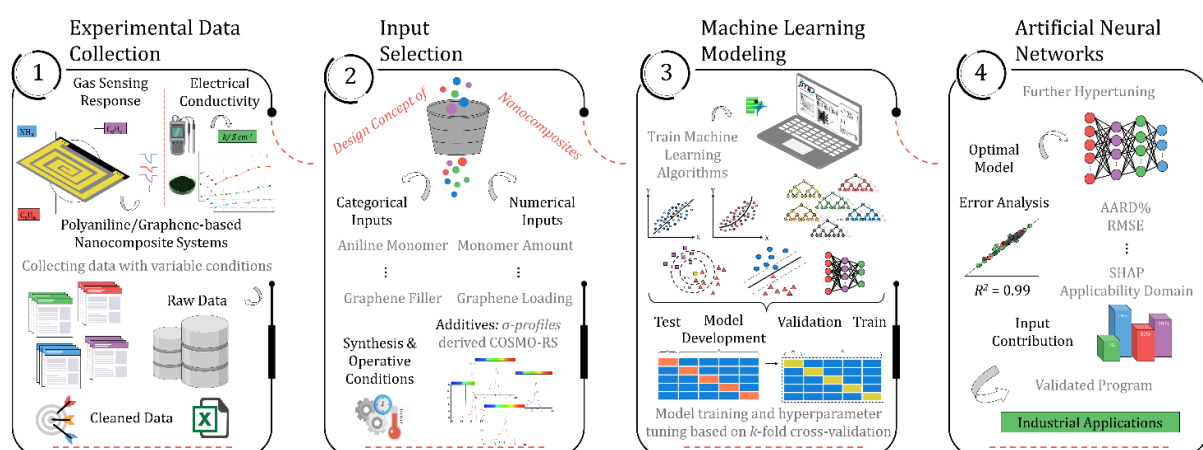 Experimental Data
Collection
1
Gas Sensing
Response
Electrical
Conductivity
NH3
k/ S cm-1
Polyaniline/Graphene-based
Nanocomposite Systems
Collecting data with variable conditions
Raw Data
Cleaned Data
Input
Selection
2
Design Concept of
Nanocomposites
Categorical
Inputs
Numerical
Inputs
Aniline Monomer
Monomer Amount
⋮
⋮
Graphene Filler
Graphene Loading
Additives: σ-profiles
derived COSMO-RS
Synthesis &
Operative
Conditions
Machine Learning
Modeling
3
Train Machine
Learning
Algorithms
Y
X
Y
X
Test
Model
Development
Validation
Train
Model training and hyperparameter
tuning based on k-fold cross-validation
Artificial Neural
Networks
4
Further Hypertuning
Optimal
Model
Error Analysis
AARD%
RMSE
⋮
R² = 0.99
SHAP
Applicability Domain
Input
Contribution
Validated Program
Industrial Applications